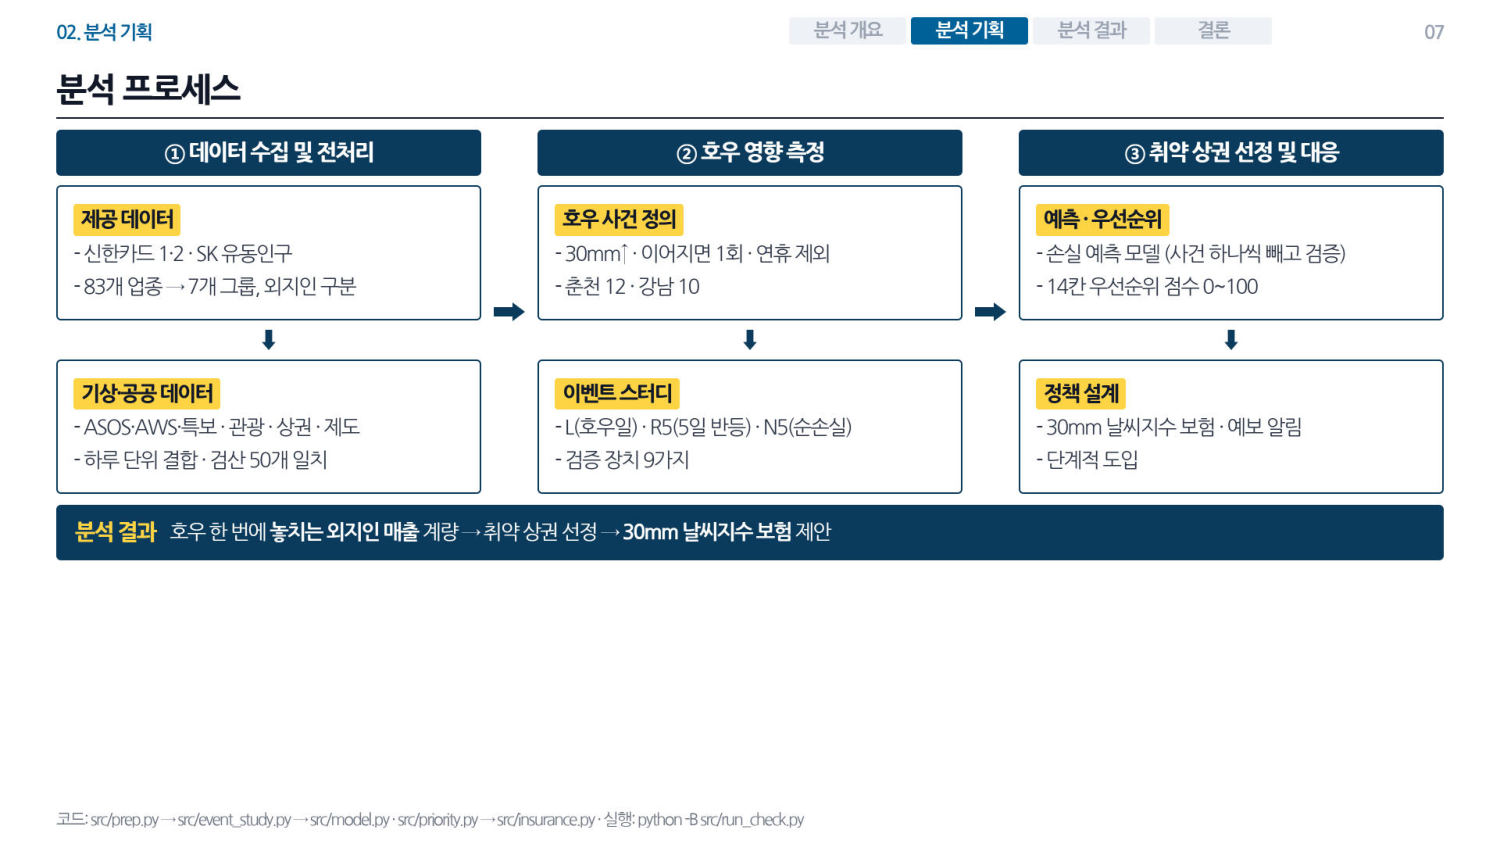 02. 분석 기획
분석 개요
분석 기획
분석 결과
결론
07
분석 프로세스
① 데이터 수집 및 전처리
제공 데이터
- 신한카드 1·2 · SK 유동인구
- 83개 업종 → 7개 그룹, 외지인 구분
기상·공공 데이터
- ASOS·AWS·특보 · 관광 · 상권 · 제도
- 하루 단위 결합 · 검산 50개 일치
② 호우 영향 측정
호우 사건 정의
- 30mm↑ · 이어지면 1회 · 연휴 제외
- 춘천 12 · 강남 10
이벤트 스터디
- L(호우일) · R5(5일 반등) · N5(순손실)
- 검증 장치 9가지
③ 취약 상권 선정 및 대응
예측 · 우선순위
- 손실 예측 모델 (사건 하나씩 빼고 검증)
- 14칸 우선순위 점수 0~100
정책 설계
- 30mm 날씨지수 보험 · 예보 알림
- 단계적 도입
분석 결과 호우 한 번에 놓치는 외지인 매출 계량 → 취약 상권 선정 → 30mm 날씨지수 보험 제안
코드: src/prep.py → src/event_study.py → src/model.py · src/priority.py → src/insurance.py · 실행: python -B src/run_check.py